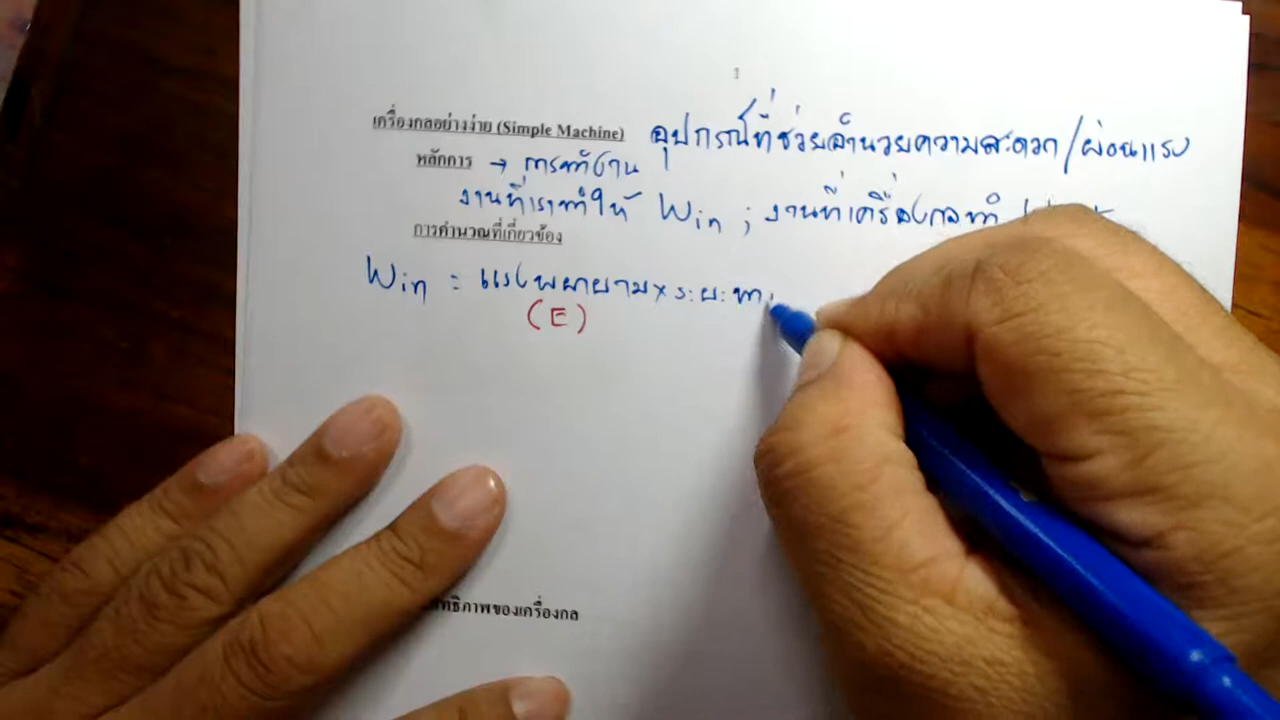 1
เครื่องกลอย่างง่าย (Simple Machine) อุปกรณ์ที่ช่วยอำนวยความสะดวก/ผ่อนแรง
หลักการ → การทำงาน
งานที่เราทำให้ Win ; งานที่เครื่องกลทำ
การคำนวณที่เกี่ยวข้อง
Win = แรงพยายาม x ระยะทาง
(E)
ทธิภาพของเครื่องกล